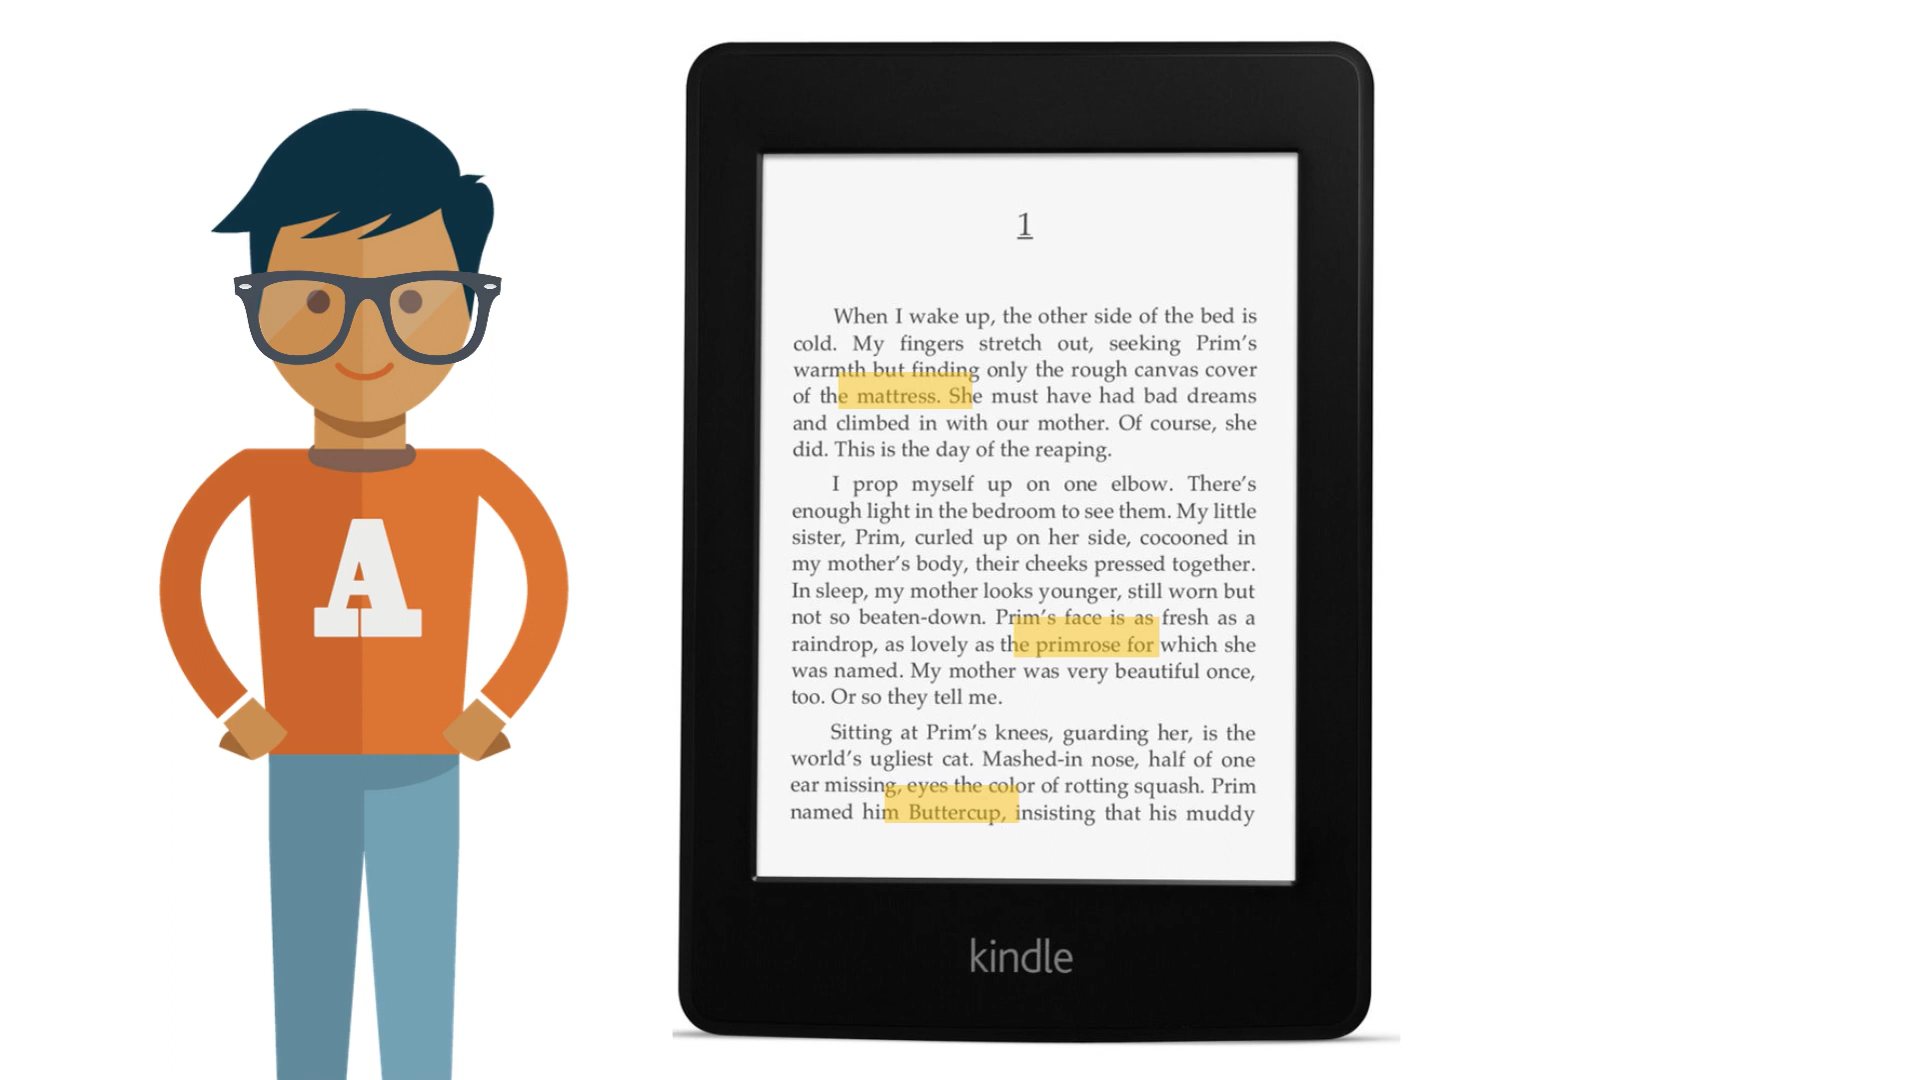 A
1
When I wake up, the other side of the bed is
cold. My fingers stretch out, seeking Prim's
warmth but finding only the rough canvas cover
of the mattress. She must have had bad dreams
and climbed in with our mother. Of course, she
did. This is the day of the reaping.
I prop myself up on one elbow. There's
enough light in the bedroom to see them. My little
sister, Prim, curled up on her side, cocooned in
my mother's body, their cheeks pressed together.
In sleep, my mother looks younger, still worn but
not so beaten-down. Prim's face is as fresh as a
raindrop, as lovely as the primrose for which she
was named. My mother was very beautiful once,
too. Or so they tell me.
Sitting at Prim's knees, guarding her, is the
world's ugliest cat. Mashed-in nose, half of one
ear missing, eyes the color of rotting squash. Prim
named him Buttercup, insisting that his muddy
kindle